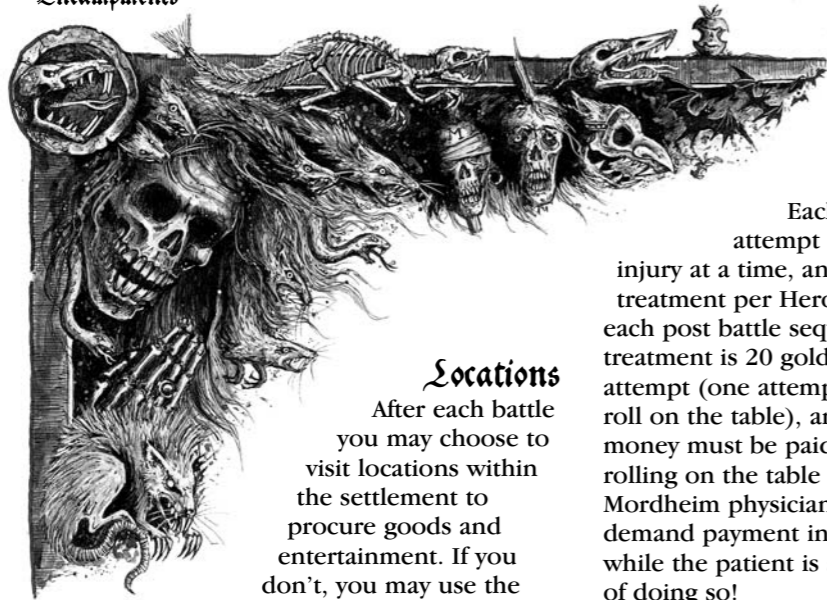 Locations
After each battle
you may choose to
visit locations within
the settlement to
procure goods and
entertainment. If you
don't, you may use the
attempt
injury at a time, an
treatment per Hero
each post battle seq
treatment is 20 gold
attempt (one attemp
roll on the table), a
money must be paid
rolling on the table
Mordheim physician
demand payment in
while the patient is
of doing so!
M